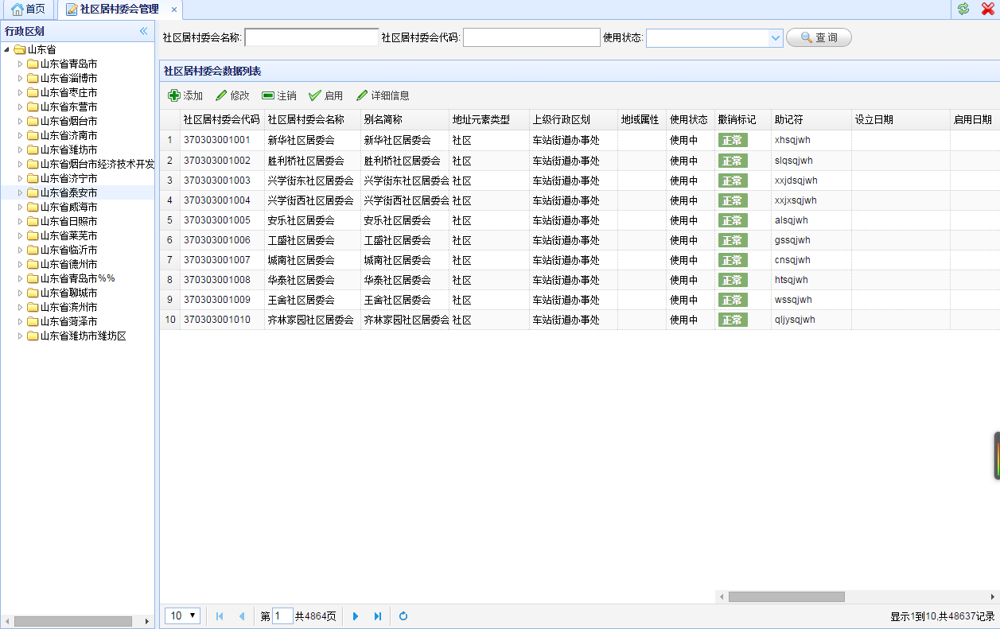 首页 社区居村委会管理
行政区划
山东省
山东省青岛市
山东省淄博市
山东省枣庄市
山东省东营市
山东省烟台市
山东省济南市
山东省潍坊市
山东省烟台市经济技术开发
山东省济宁市
山东省泰安市
山东省威海市
山东省日照市
山东省莱芜市
山东省临沂市
山东省德州市
山东省青岛市%%
山东省聊城市
山东省滨州市
山东省菏泽市
山东省潍坊市潍坊区
社区居村委会名称: 社区居村委会代码: 使用状态: 查 询
社区居村委会数据列表
添加 修改 注销 启用 详细信息
社区居村委会代码 社区居村委会名称 别名简称 地址元素类型 上级行政区划 地域属性 使用状态 撤销标记 助记符 设立日期 启用日期
1 370303001001 新华社区居委会 新华社区居委会 社区 车站街道办事处 使用中 正常 xhsqjwh
2 370303001002 胜利桥社区居委会 胜利桥社区居委会 社区 车站街道办事处 使用中 正常 slqsqjwh
3 370303001003 兴学街东社区居委会 兴学街东社区居委会 社区 车站街道办事处 使用中 正常 xxjdsqjwh
4 370303001004 兴学街西社区居委会 兴学街西社区居委会 社区 车站街道办事处 使用中 正常 xxjxsqjwh
5 370303001005 安乐社区居委会 安乐社区居委会 社区 车站街道办事处 使用中 正常 alsqjwh
6 370303001006 工盛社区居委会 工盛社区居委会 社区 车站街道办事处 使用中 正常 gssqjwh
7 370303001007 城南社区居委会 城南社区居委会 社区 车站街道办事处 使用中 正常 cnsqjwh
8 370303001008 华泰社区居委会 华泰社区居委会 社区 车站街道办事处 使用中 正常 htsqjwh
9 370303001009 王舍社区居委会 王舍社区居委会 社区 车站街道办事处 使用中 正常 wssqjwh
10 370303001010 齐林家园社区居委会 齐林家园社区居委会 社区 车站街道办事处 使用中 正常 qljysqjwh
10 第 1 共4864页 显示1到10,共48637记录